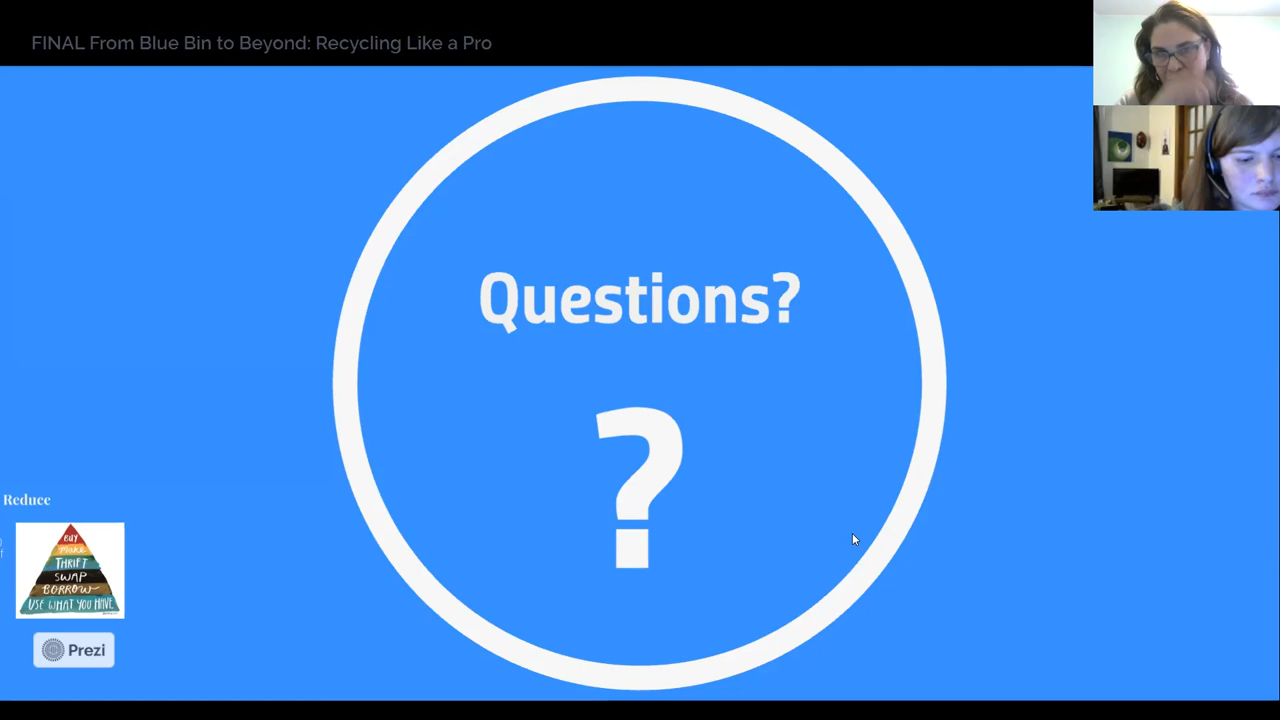 FINAL From Blue Bin to Beyond: Recycling Like a Pro
Questions?
?
Reduce
BUY
MAKE
THRIFT
SWAP
BORROW
USE WHAT YOU HAVE
Prezi